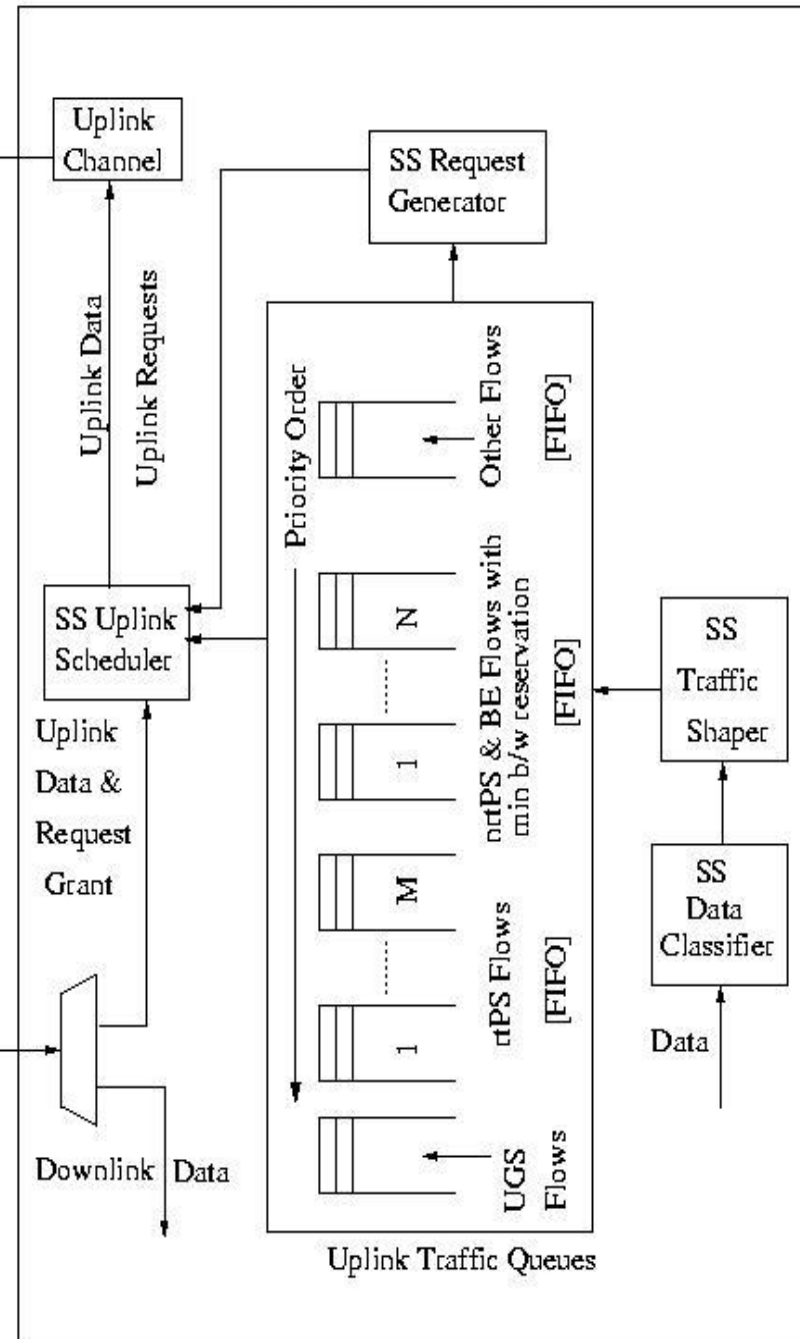 Uplink
Channel
SS Request
Generator
Uplink Data
Uplink Requests
Priority Order
Other Flows
[FIFO]
SS Uplink
Scheduler
N
1
nrtPS & BE Flows with
min b/w reservation
[FIFO]
SS
Traffic
Shaper
Uplink
Data &
Request
Grant
M
1
rtPS Flows
[FIFO]
SS
Data
Classifier
Data
Downlink Data
UGS
Flows
Uplink Traffic Queues